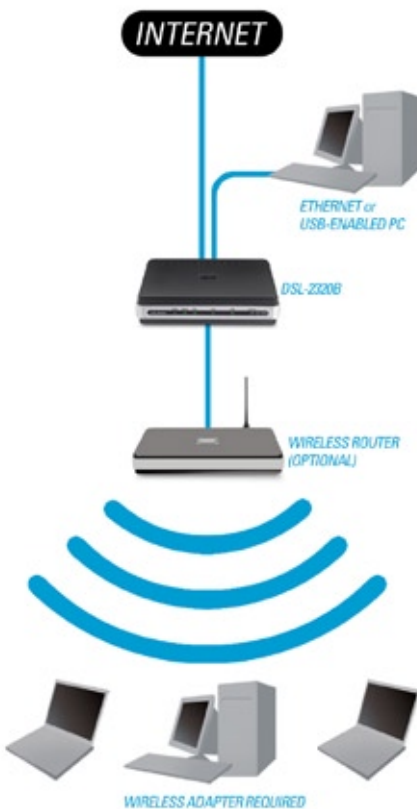 INTERNET
ETHERNET or
USB-ENABLED PC
DSL-2320B
WIRELESS ROUTER
(OPTIONAL)
WIRELESS ADAPTER REQUIRED